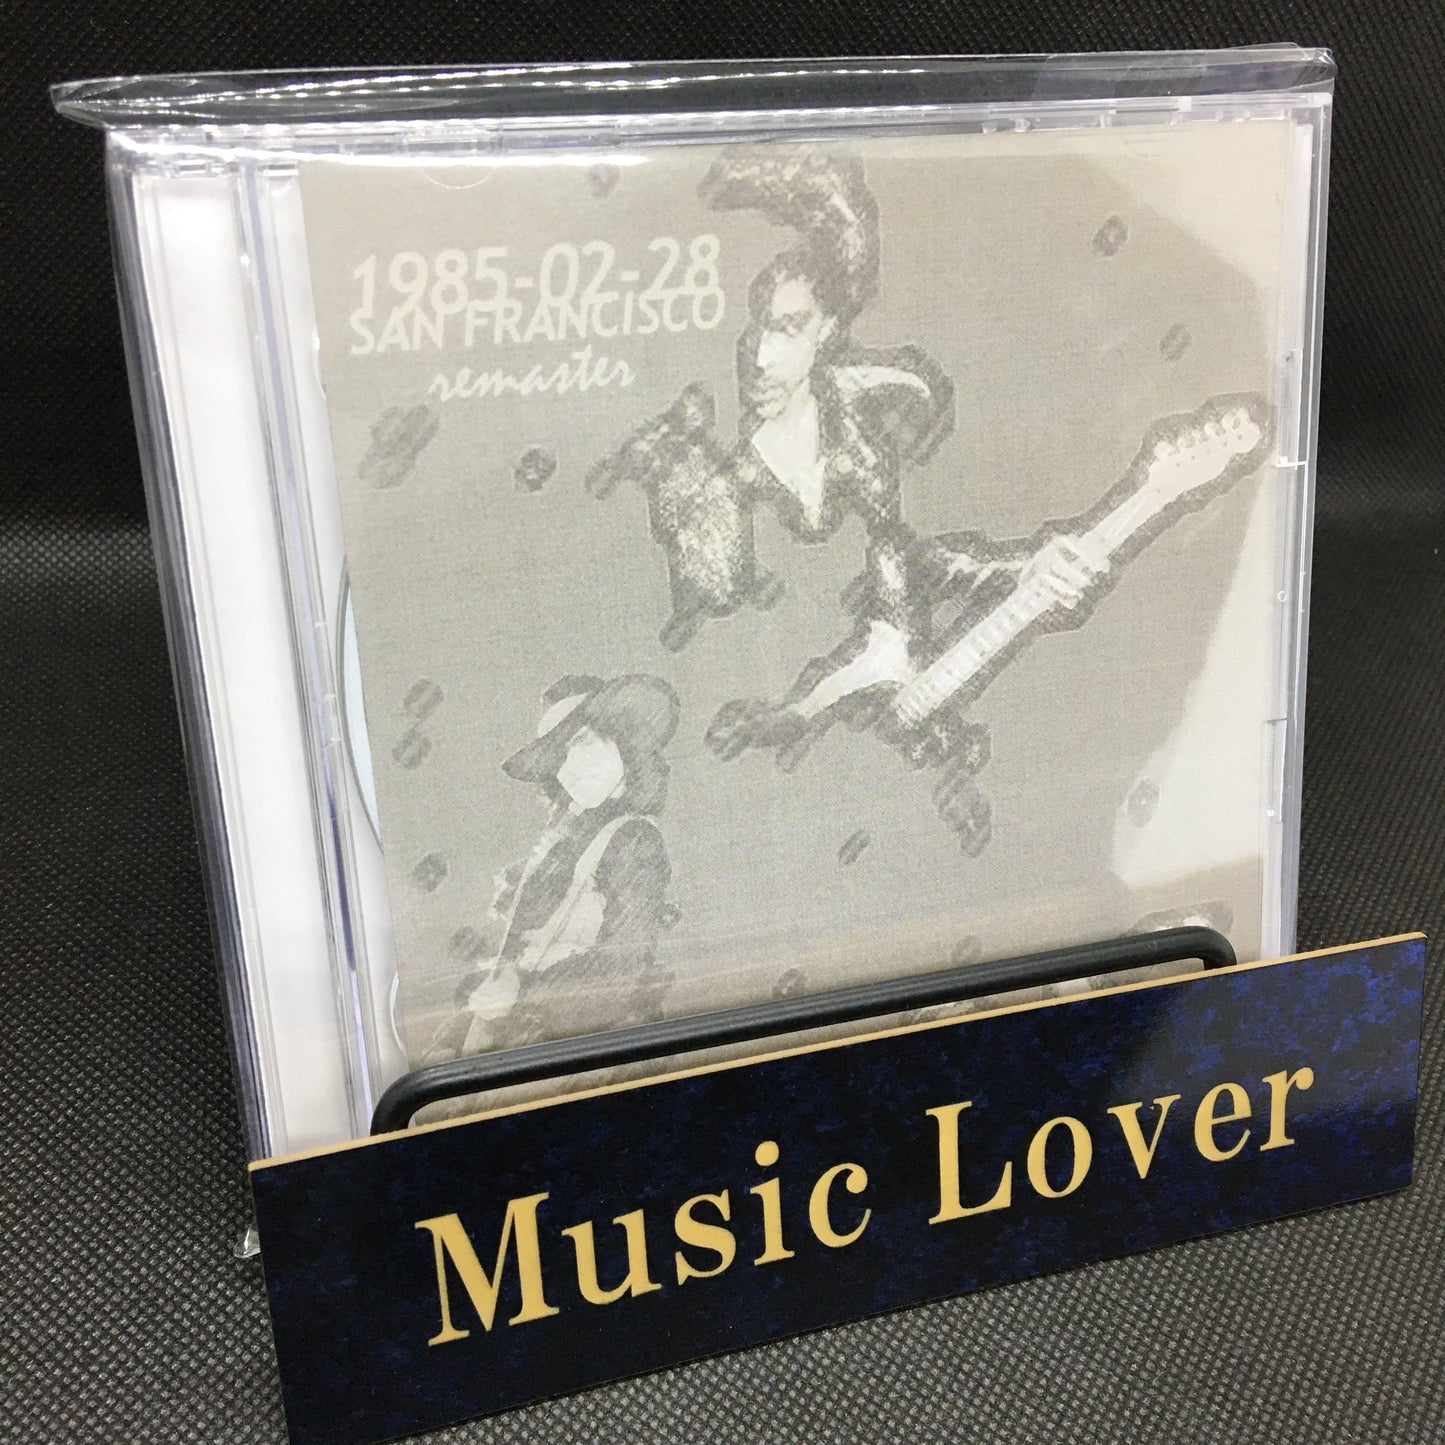 1985-02-28
SAN FRANCISCO
remaster
Music Lover